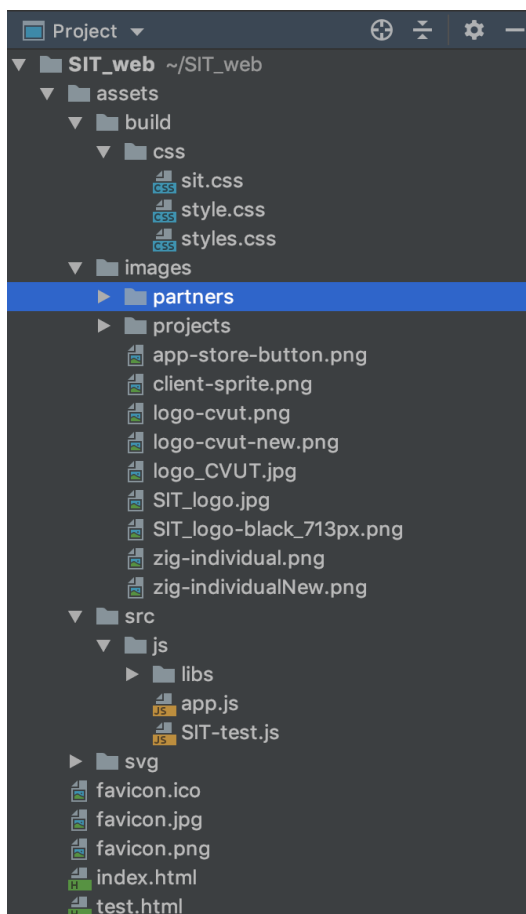 Project
SIT_web ~/SIT_web
assets
build
css
sit.css
style.css
styles.css
images
partners
projects
app-store-button.png
client-sprite.png
logo-cvut.png
logo-cvut-new.png
logo_CVUT.jpg
SIT_logo.jpg
SIT_logo-black_713px.png
zig-individual.png
zig-individualNew.png
src
js
libs
app.js
SIT-test.js
svg
favicon.ico
favicon.jpg
favicon.png
index.html
test.html